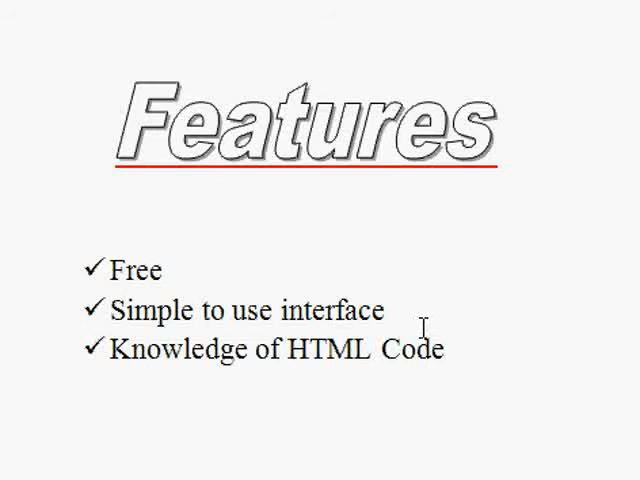 Features
✓Free
✓Simple to use interface
✓Knowledge of HTML Code